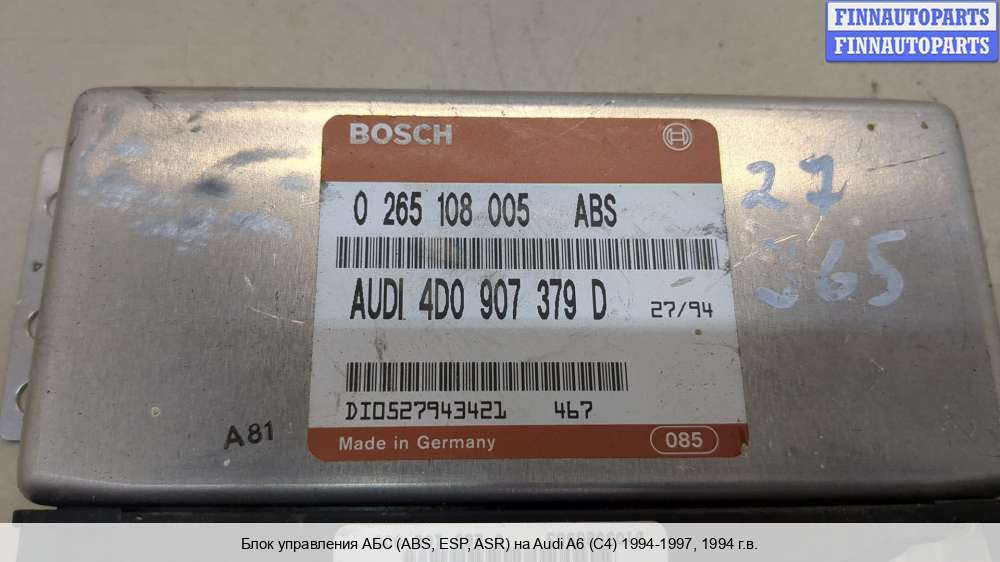 FINNAUTOPARTS
FINNAUTOPARTS
BOSCH
0 265 108 005 ABS
AUDI 4D0 907 379 D 27/94
DI0527943421 467
Made in Germany 085
A81
27
365
Блок управления АБС (ABS, ESP, ASR) на Audi A6 (C4) 1994-1997, 1994 г.в.